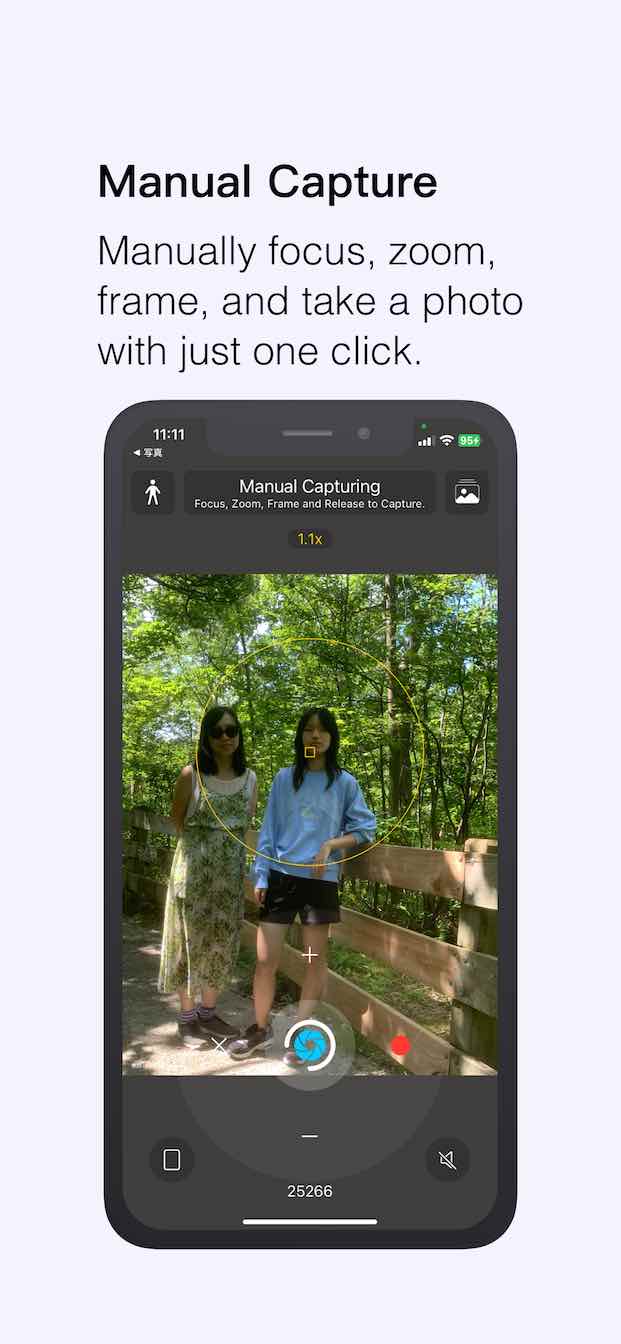 Manual Capture
Manually focus, zoom,
frame, and take a photo
with just one click.
11:11
95
◀ 写真
Manual Capturing
Focus, Zoom, Frame and Release to Capture.
1.1x
25266